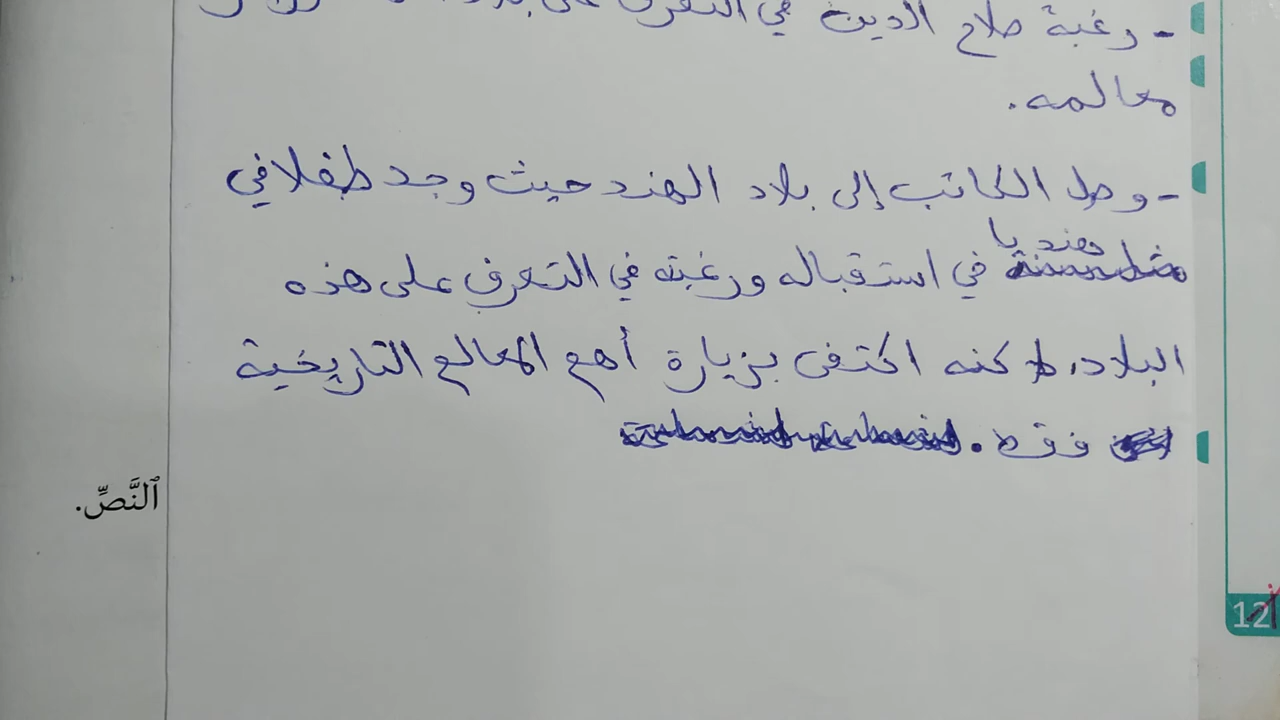 - رغبة صلاح الدين في التعرف على
معالمه.
- وصل الكاتب إلى بلاد الهند حيث وجد طفلا في
هنديا
في استقباله ورغبته في التعرف على هذه
البلاد، لكنه اكتفى بزيارة أهم المعالم التاريخية
فقط.
ٱلنَّصِّ.
12